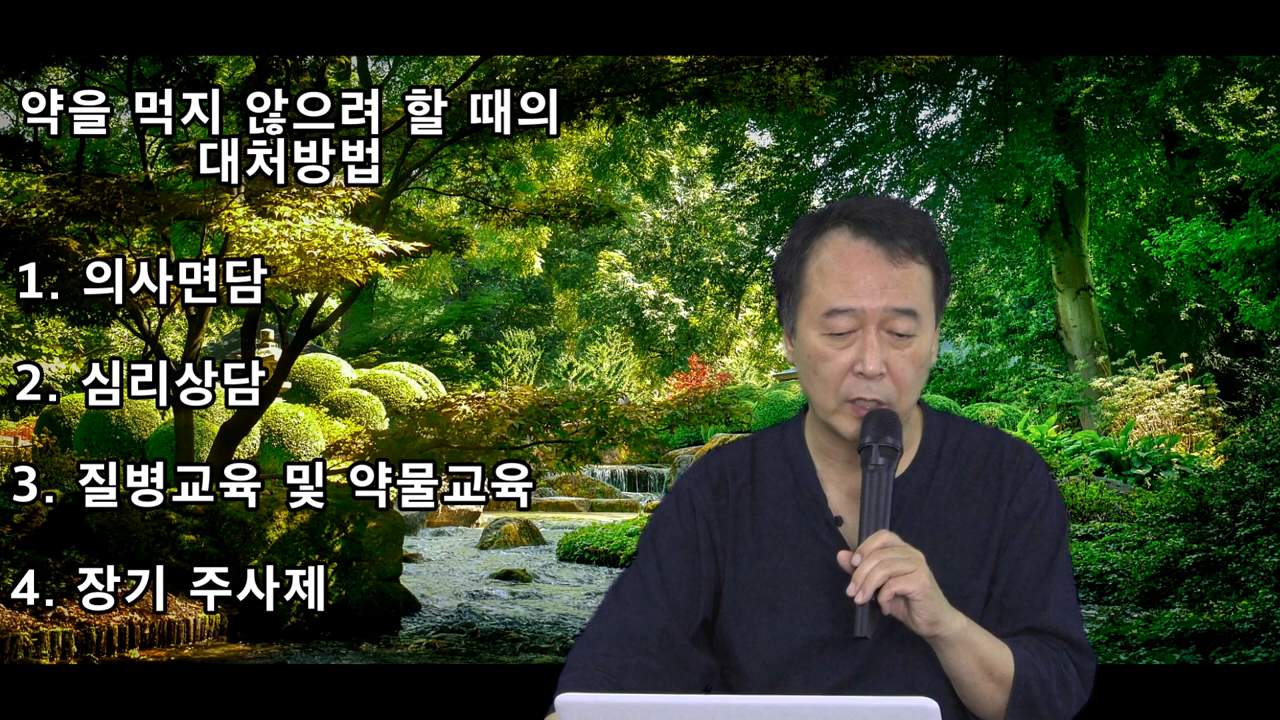 약을 먹지 않으려 할 때의
대처방법
1. 의사면담
2. 심리상담
3. 질병교육 및 약물교육
4. 장기 주사제